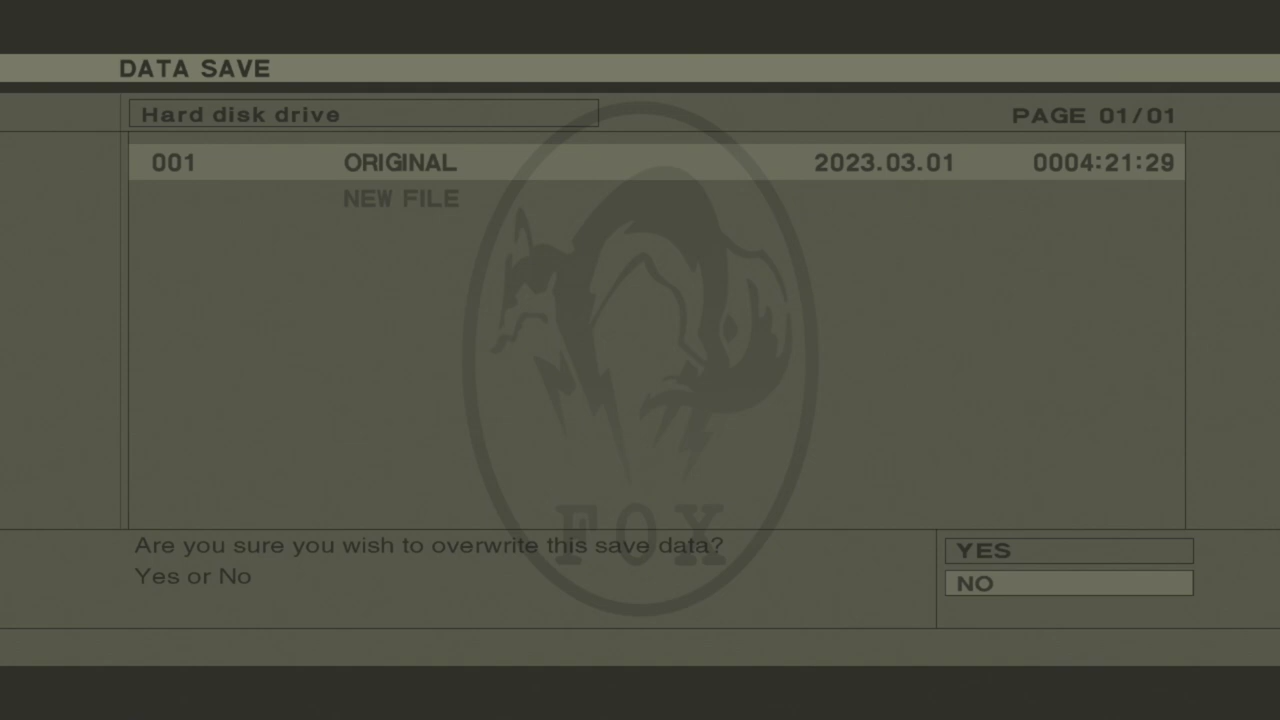 DATA SAVE
Hard disk drive PAGE 01/01
001 ORIGINAL 2023.03.01 0004:21:29
NEW FILE
FOX
Are you sure you wish to overwrite this save data?
Yes or No
YES
NO